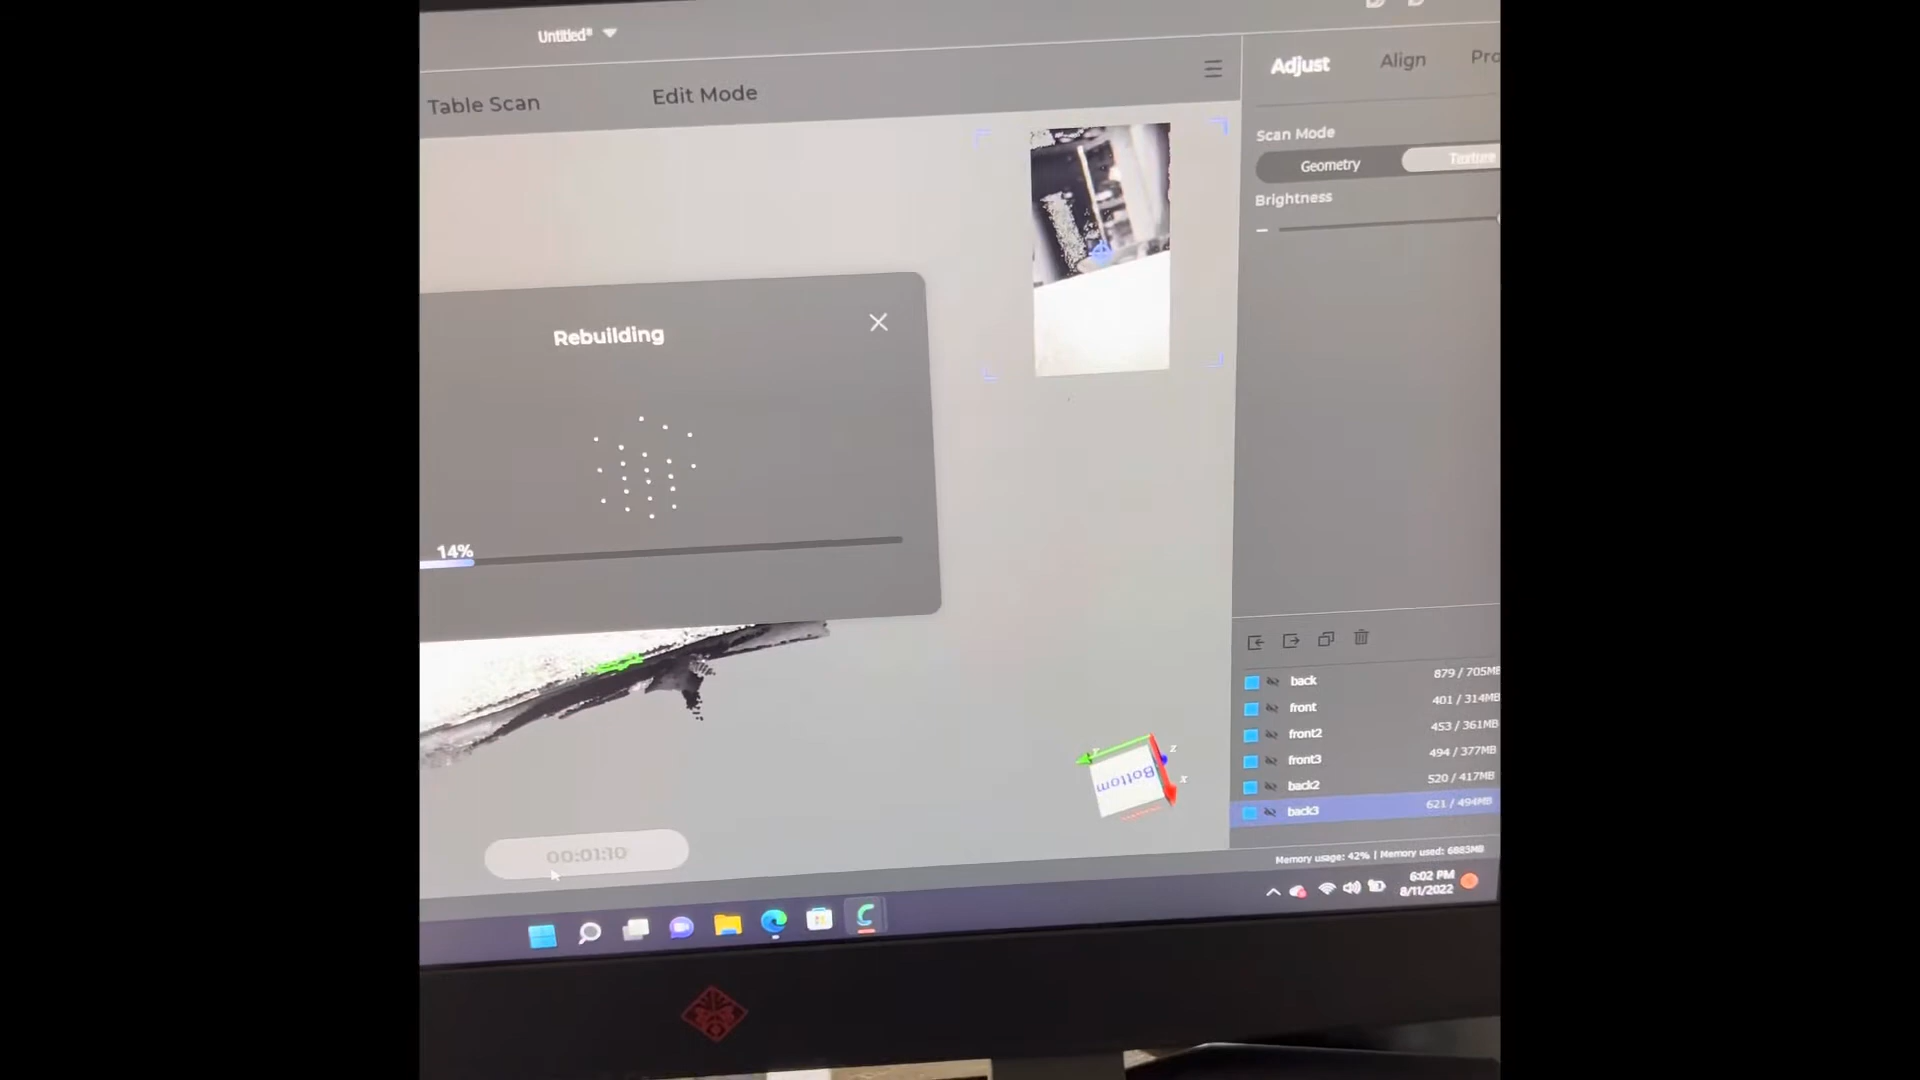 Untitled*
Adjust
Align
Pro
Table Scan
Edit Mode
Scan Mode
Geometry
Texture
Brightness
Rebuilding
14%
back 879 / 705MB
front 401 / 314MB
front2 453 / 361MB
front3 494 / 377MB
back2 520 / 417MB
back3 621 / 494MB
Bottom
Y
Z
X
00:01:10
Memory usage: 42% | Memory used: 6883MB
6:02 PM
8/11/2022